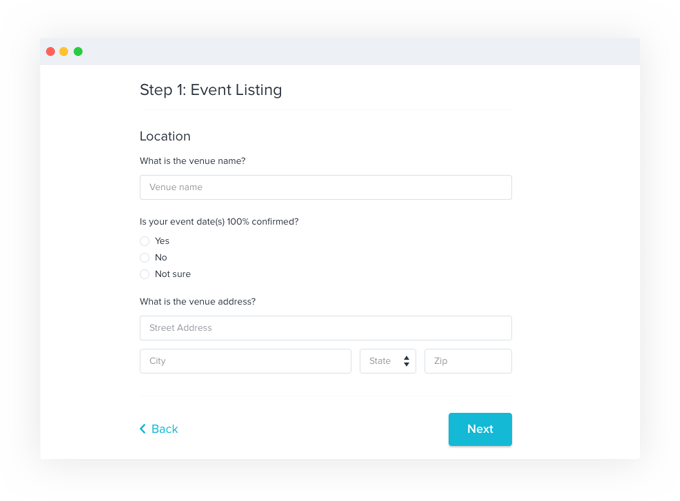 Step 1: Event Listing
Location
What is the venue name?
Venue name
Is your event date(s) 100% confirmed?
Yes
No
Not sure
What is the venue address?
Street Address
City State Zip
Back Next